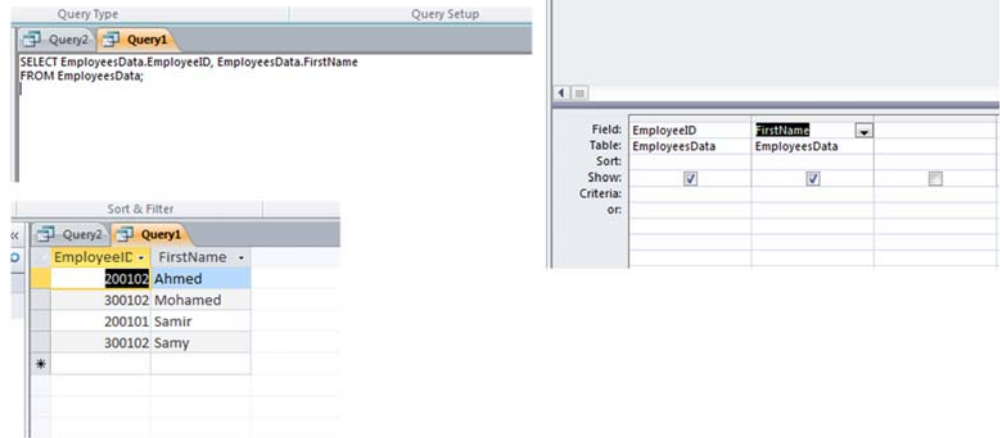 Query Type Query Setup
Query2 Query1
SELECT EmployeesData.EmployeeID, EmployeesData.FirstName
FROM EmployeesData;
Sort & Filter
Query2 Query1
EmployeeID FirstName
200102 Ahmed
300102 Mohamed
200101 Samir
300102 Samy
Field: EmployeeID FirstName
Table: EmployeesData EmployeesData
Sort:
Show:
Criteria:
or: